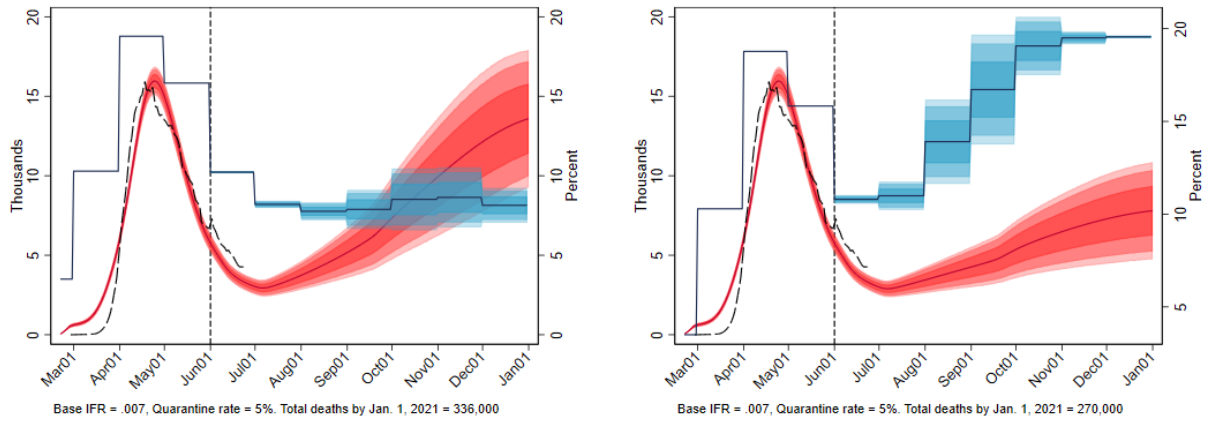 20
15
10
5
0
Thousands
20
15
10
5
0
Percent
Mar01
Apr01
May01
Jun01
Jul01
Aug01
Sep01
Oct01
Nov01
Dec01
Jan01
Base IFR = .007, Quarantine rate = 5%. Total deaths by Jan. 1, 2021 = 336,000
20
15
10
5
0
Thousands
20
15
10
5
Percent
Mar01
Apr01
May01
Jun01
Jul01
Aug01
Sep01
Oct01
Nov01
Dec01
Jan01
Base IFR = .007, Quarantine rate = 5%. Total deaths by Jan. 1, 2021 = 270,000